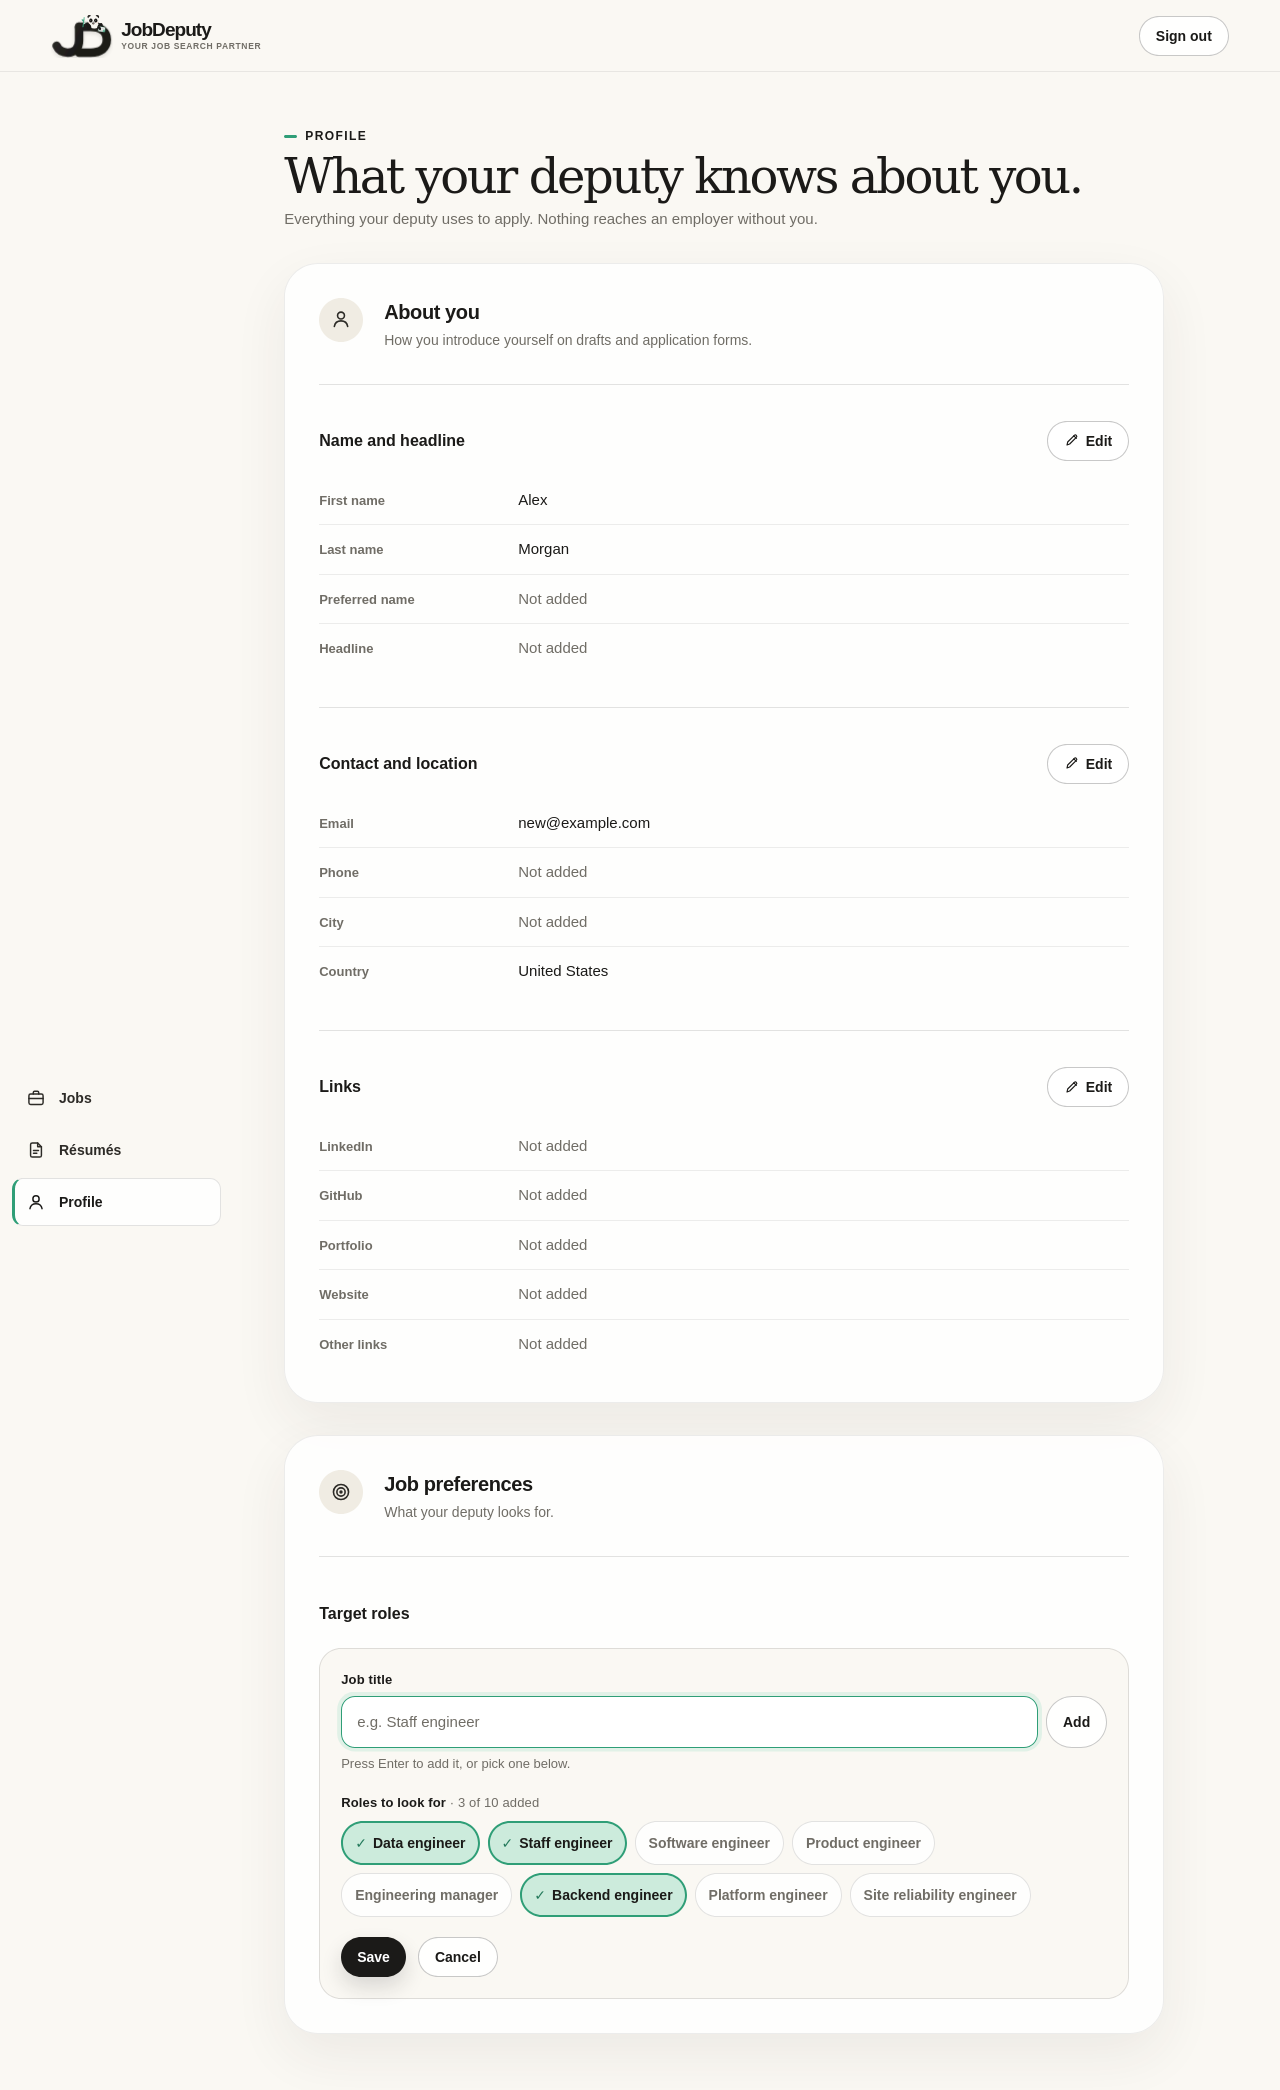 JobDeputy
YOUR JOB SEARCH PARTNER
Sign out
PROFILE
What your deputy knows about you.
Everything your deputy uses to apply. Nothing reaches an employer without you.
About you
How you introduce yourself on drafts and application forms.
Name and headline
Edit
First name
Alex
Last name
Morgan
Preferred name
Not added
Headline
Not added
Contact and location
Edit
Email
new@example.com
Phone
Not added
City
Not added
Country
United States
Jobs
Résumés
Profile
Links
Edit
LinkedIn
Not added
GitHub
Not added
Portfolio
Not added
Website
Not added
Other links
Not added
Job preferences
What your deputy looks for.
Target roles
Job title
e.g. Staff engineer
Add
Press Enter to add it, or pick one below.
Roles to look for · 3 of 10 added
✓ Data engineer
✓ Staff engineer
Software engineer
Product engineer
Engineering manager
✓ Backend engineer
Platform engineer
Site reliability engineer
Save
Cancel